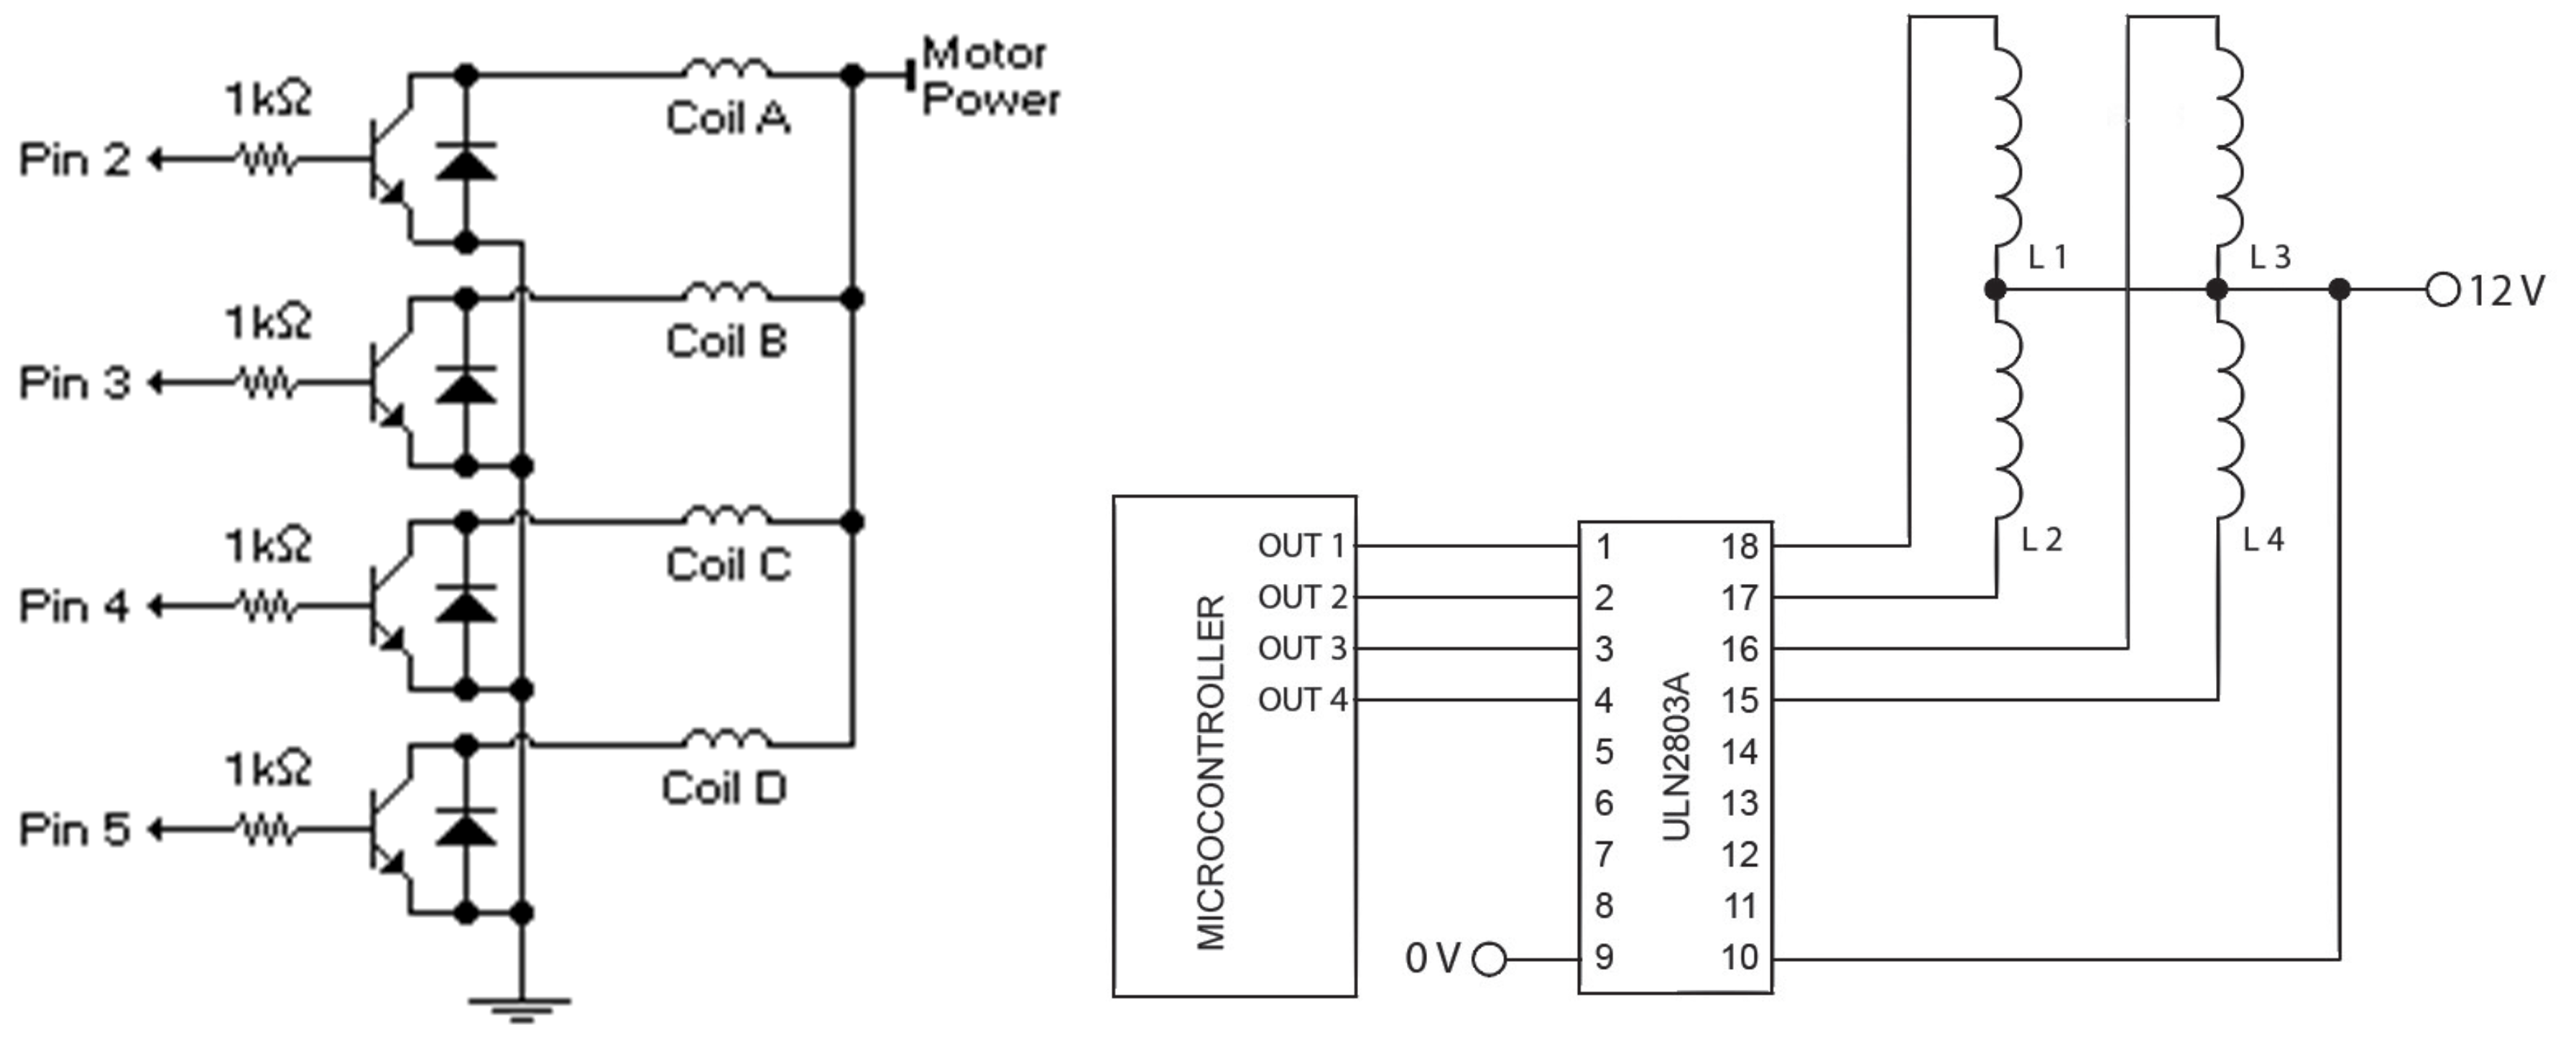 Motor
Power
1kΩ
Coil A
Pin 2
1kΩ
Coil B
Pin 3
1kΩ
Coil C
Pin 4
1kΩ
Coil D
Pin 5
L 1
L 3
12 V
L 2
L 4
MICROCONTROLLER
OUT 1
OUT 2
OUT 3
OUT 4
ULN2803A
1 18
2 17
3 16
4 15
5 14
6 13
7 12
8 11
0 V
9 10